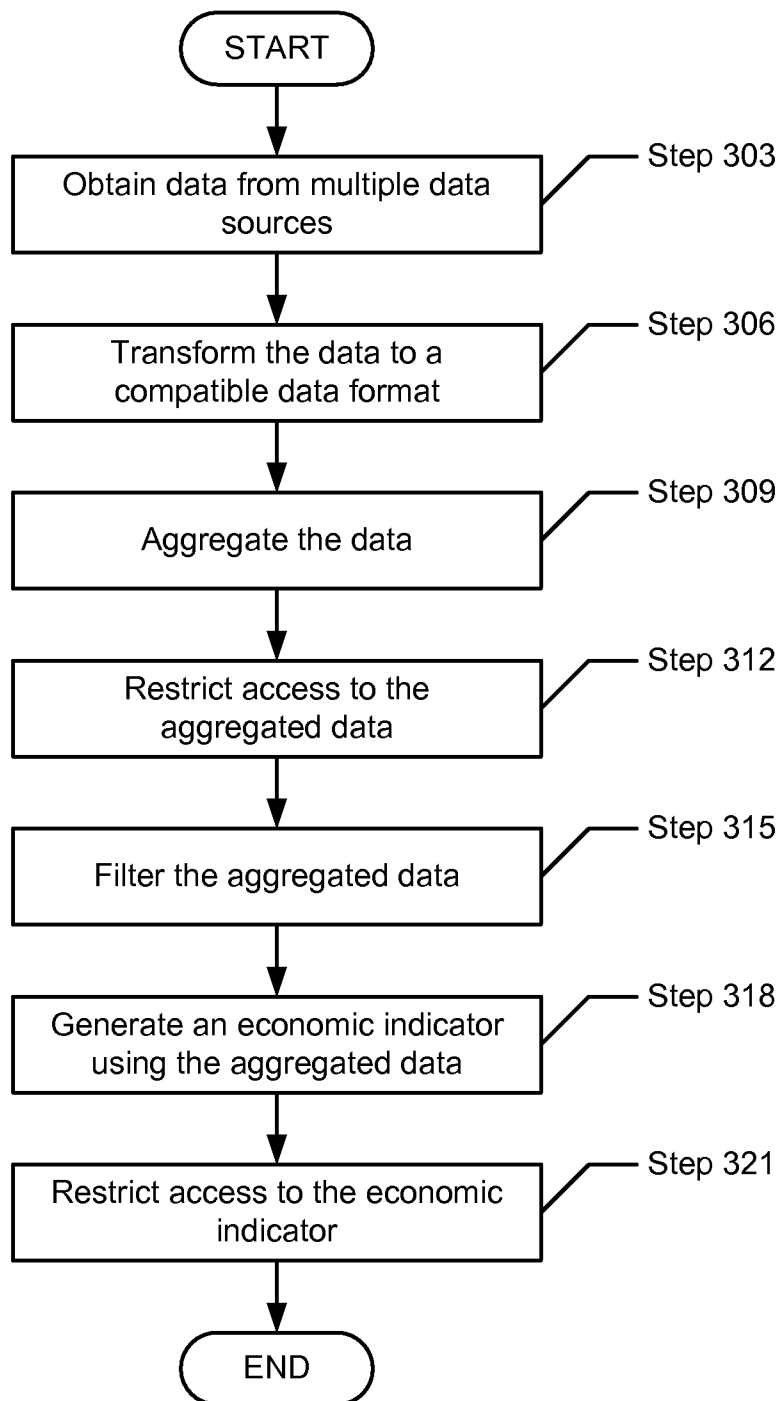 START
Step 303
Obtain data from multiple data
sources
Step 306
Transform the data to a
compatible data format
Step 309
Aggregate the data
Step 312
Restrict access to the
aggregated data
Step 315
Filter the aggregated data
Step 318
Generate an economic indicator
using the aggregated data
Step 321
Restrict access to the economic
indicator
END